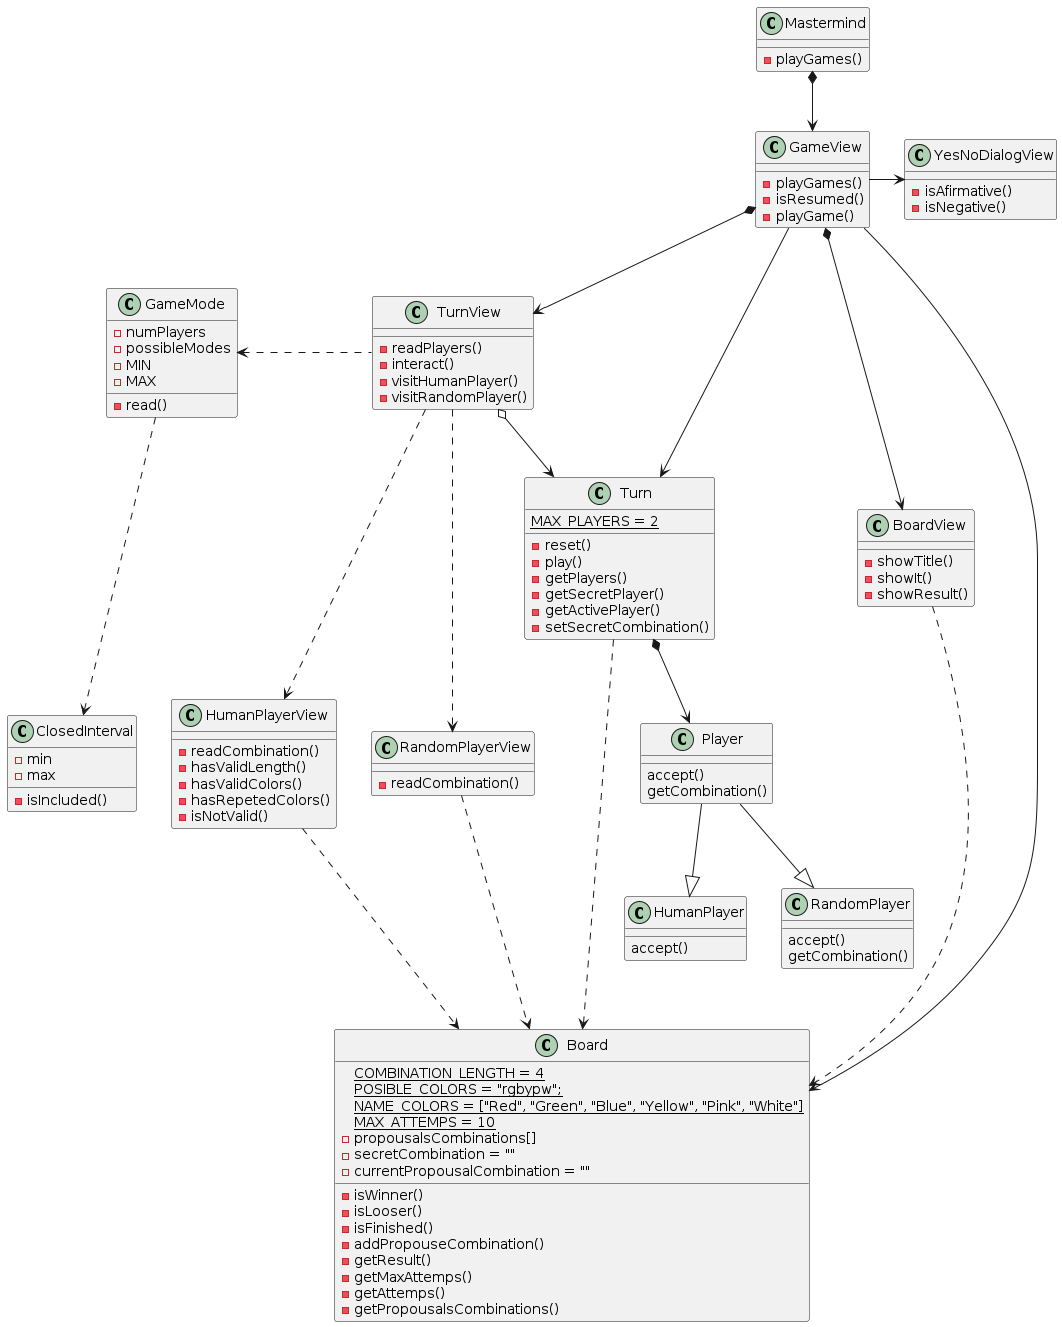 C Mastermind
playGames()
C GameView
playGames()
isResumed()
playGame()
C YesNoDialogView
isAfirmative()
isNegative()
C GameMode
numPlayers
possibleModes
MIN
MAX
read()
C TurnView
readPlayers()
interact()
visitHumanPlayer()
visitRandomPlayer()
C Turn
MAX_PLAYERS = 2
reset()
play()
getPlayers()
getSecretPlayer()
getActivePlayer()
setSecretCombination()
C BoardView
showTitle()
showIt()
showResult()
C ClosedInterval
min
max
isIncluded()
C HumanPlayerView
readCombination()
hasValidLength()
hasValidColors()
hasRepetedColors()
isNotValid()
C RandomPlayerView
readCombination()
C Player
accept()
getCombination()
C HumanPlayer
accept()
C RandomPlayer
accept()
getCombination()
C Board
COMBINATION_LENGTH = 4
POSIBLE_COLORS = "rgbypw";
NAME_COLORS = ["Red", "Green", "Blue", "Yellow", "Pink", "White"]
MAX_ATTEMPS = 10
propousalsCombinations[]
secretCombination = ""
currentPropousalCombination = ""
isWinner()
isLooser()
isFinished()
addPropouseCombination()
getResult()
getMaxAttemps()
getAttemps()
getPropousalsCombinations()